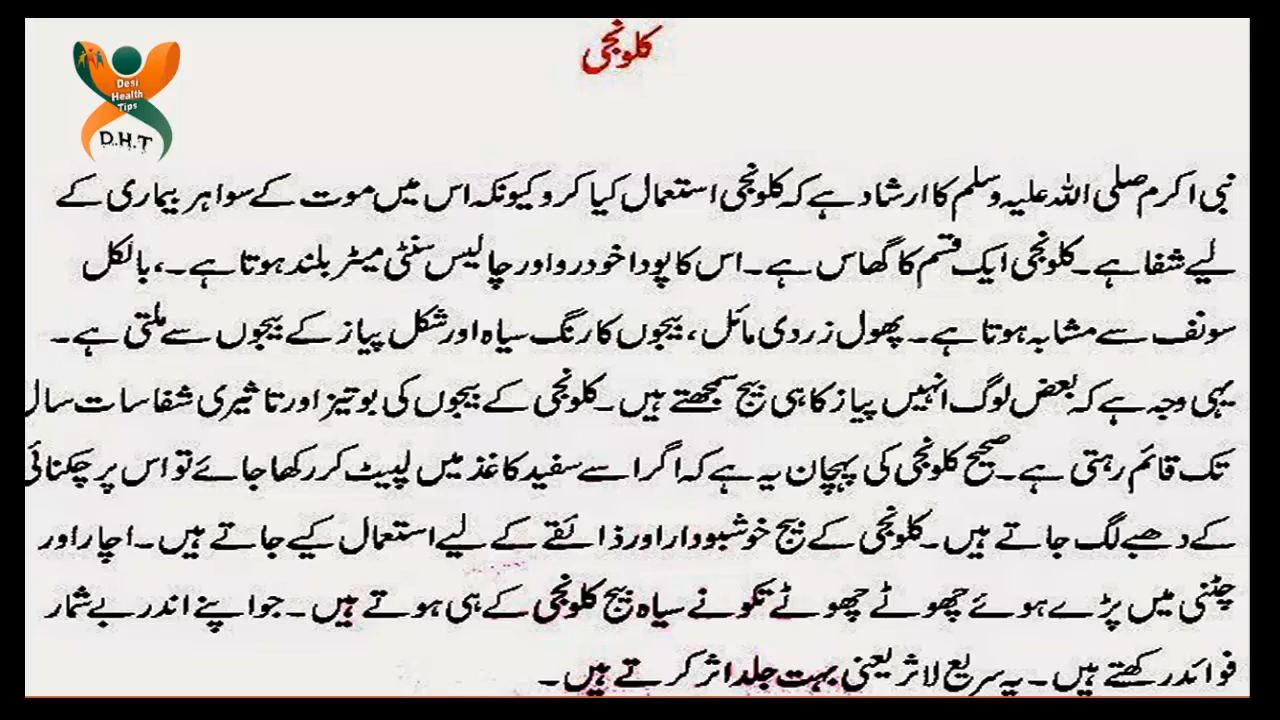 کلونجی
Desi
Health
Tips
D.H.T
نبی اکرم صلی اللہ علیہ وسلم کا ارشاد ہے کہ کلونجی استعمال کیا کرو کیونکہ اس میں موت کے سوا ہر بیماری کے
لیے شفا ہے۔ کلونجی ایک قسم کا گھاس ہے۔ اس کا پودا خودرو اور چالیس سنٹی میٹر بلند ہوتا ہے۔، بالکل
سونف سے مشابہ ہوتا ہے۔ پھول زردی مائل، بیجوں کا رنگ سیاہ اور شکل پیاز کے بیجوں سے ملتی ہے۔
یہی وجہ ہے کہ بعض لوگ انہیں پیاز کا ہی بیج سمجھتے ہیں۔ کلونجی کے بیجوں کی بو تیز اور تاثیری شفا سات سال
تک قائم رہتی ہے۔ صحیح کلونجی کی پہچان یہ ہے کہ اگر اسے سفید کاغذ میں لپیٹ کر رکھا جائے تو اس پر چکنائی
کے دھبے لگ جاتے ہیں۔ کلونجی کے بیج خوشبودار اور ذائقے کے لیے استعمال کیے جاتے ہیں۔ اچار اور
چٹنی میں پڑے ہوئے چھوٹے چھوٹے تکونے سیاہ بیج کلونجی کے ہی ہوتے ہیں۔ جو اپنے اندر بے شمار
فوائد رکھتے ہیں۔ یہ سریع لاثر یعنی بہت جلد اثر کرتے ہیں۔